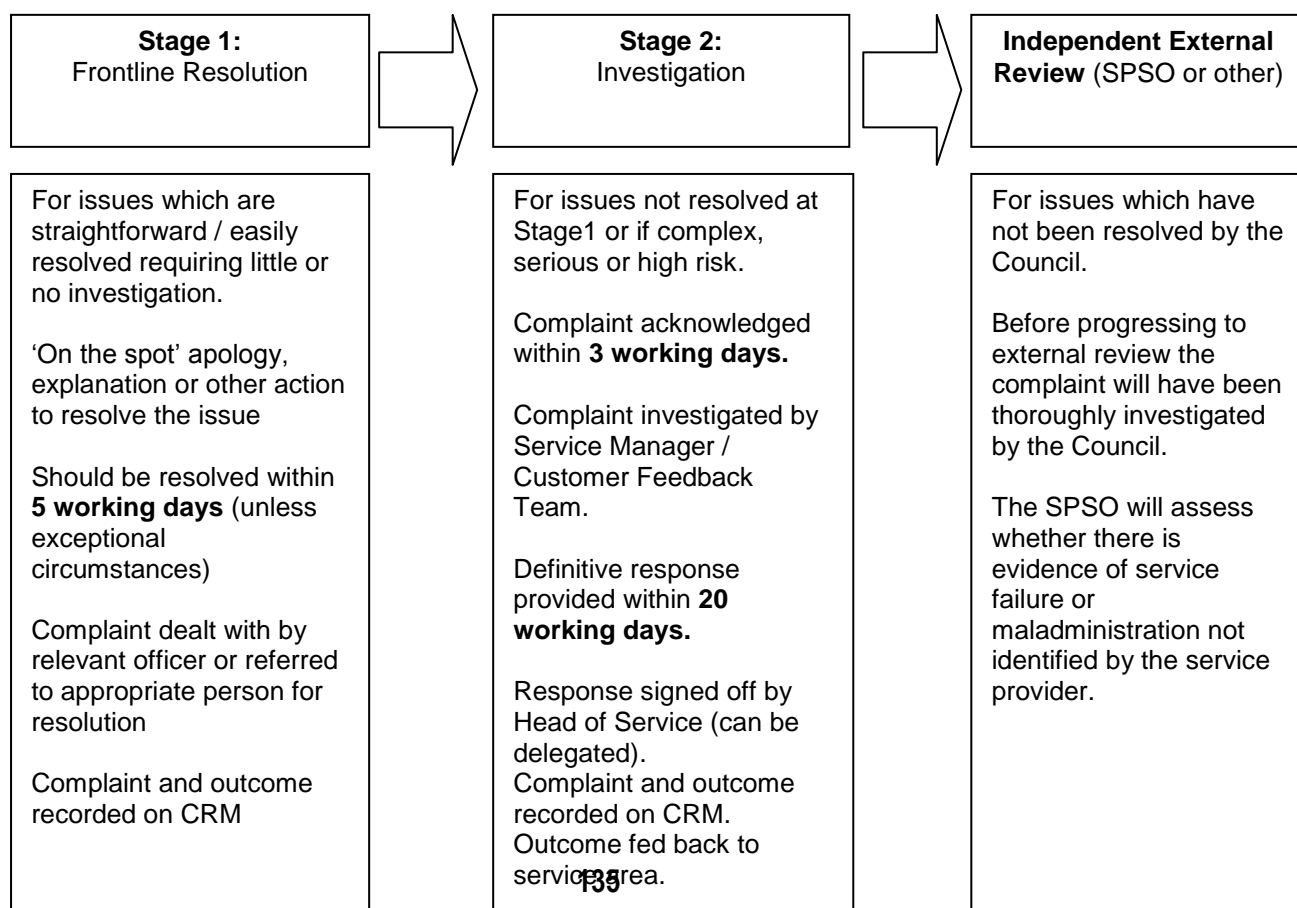 Stage 1:
Frontline Resolution
For issues which are
straightforward / easily
resolved requiring little or
no investigation.
‘On the spot’ apology,
explanation or other action
to resolve the issue
Should be resolved within
5 working days (unless
exceptional
circumstances)
Complaint dealt with by
relevant officer or referred
to appropriate person for
resolution
Complaint and outcome
recorded on CRM
Stage 2:
Investigation
For issues not resolved at
Stage1 or if complex,
serious or high risk.
Complaint acknowledged
within 3 working days.
Complaint investigated by
Service Manager /
Customer Feedback
Team.
Definitive response
provided within 20
working days.
Response signed off by
Head of Service (can be
delegated).
Complaint and outcome
recorded on CRM.
Outcome fed back to
service area.
Independent External
Review (SPSO or other)
For issues which have
not been resolved by the
Council.
Before progressing to
external review the
complaint will have been
thoroughly investigated
by the Council.
The SPSO will assess
whether there is
evidence of service
failure or
maladministration not
identified by the service
provider.
135